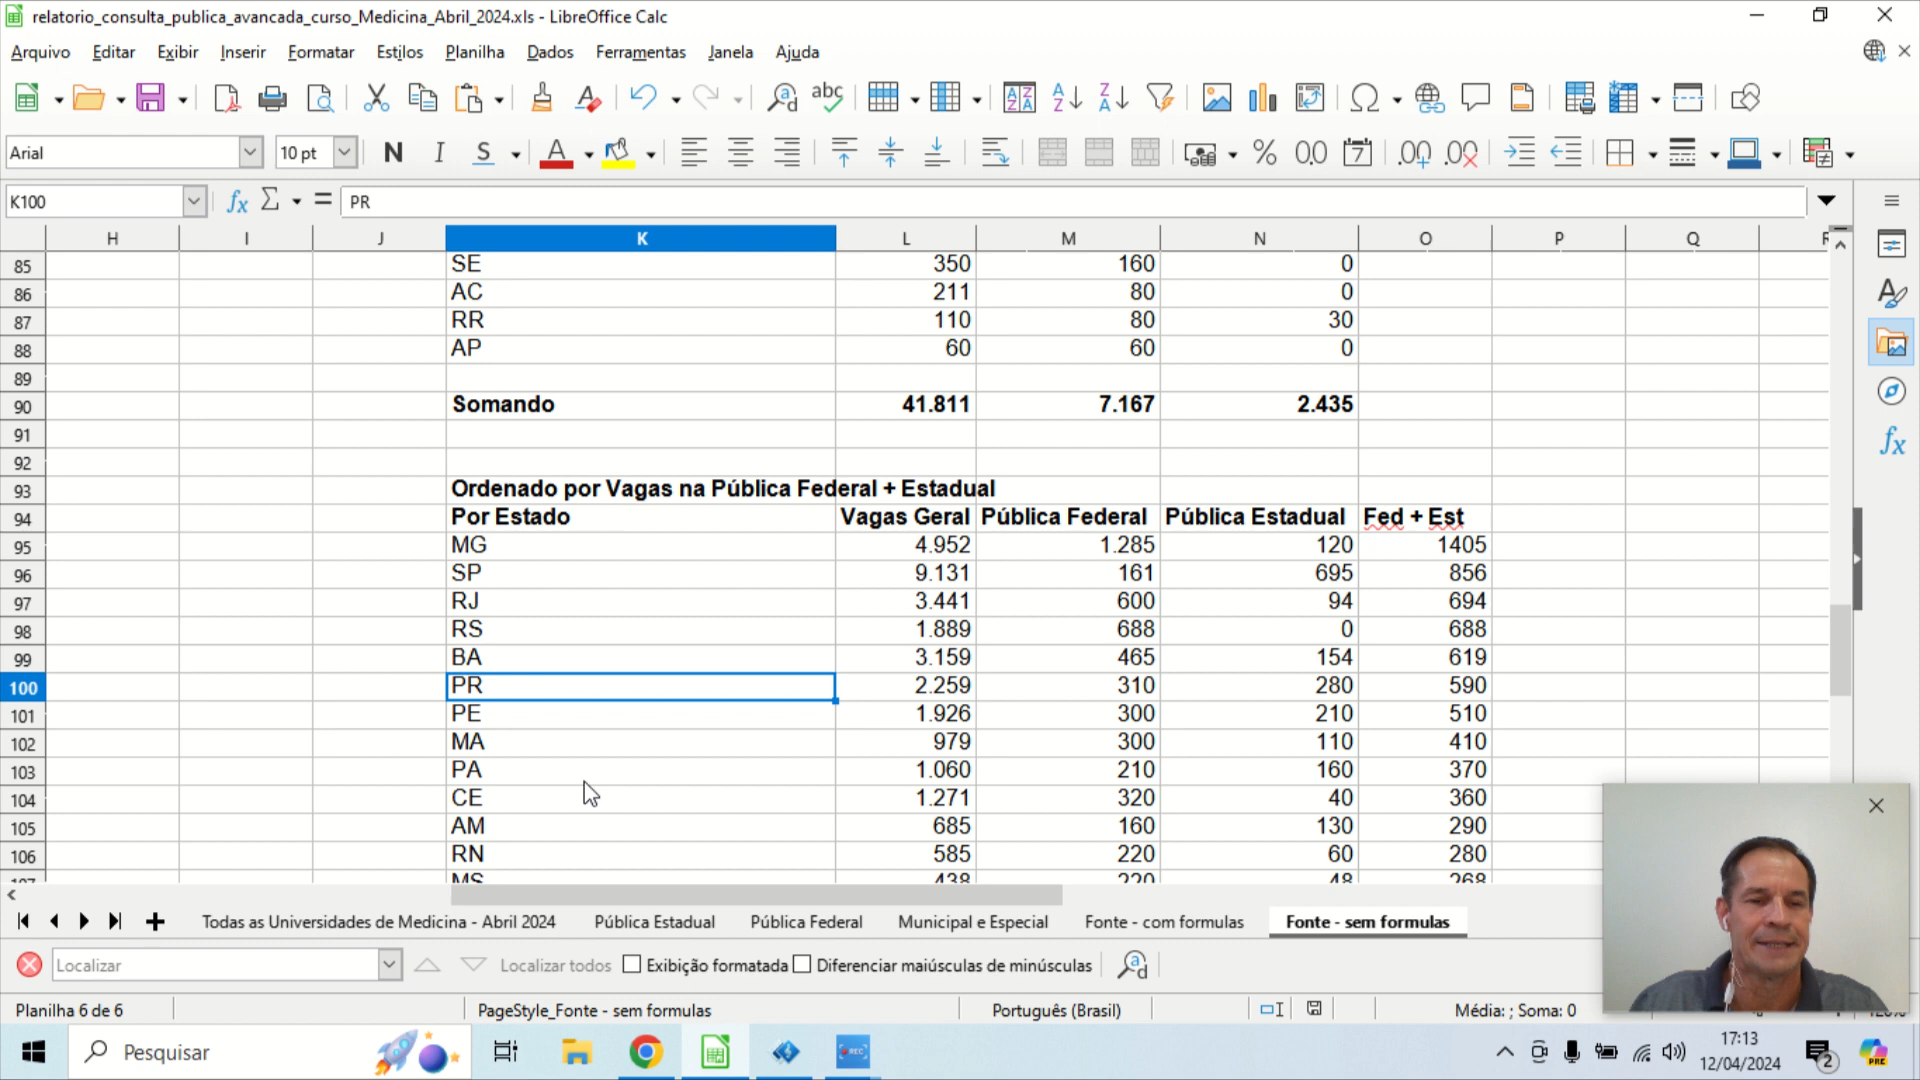 relatorio_consulta_publica_avancada_curso_Medicina_Abril_2024.xls - LibreOffice Calc
Arquivo Editar Exibir Inserir Formatar Estilos Planilha Dados Ferramentas Janela Ajuda
Arial 10 pt N I S
K100 PR
H I J K L M N O P Q R
85 SE 350 160 0
86 AC 211 80 0
87 RR 110 80 30
88 AP 60 60 0
89
90 Somando 41.811 7.167 2.435
91
92
93 Ordenado por Vagas na Pública Federal + Estadual
94 Por Estado Vagas Geral Pública Federal Pública Estadual Fed + Est
95 MG 4.952 1.285 120 1405
96 SP 9.131 161 695 856
97 RJ 3.441 600 94 694
98 RS 1.889 688 0 688
99 BA 3.159 465 154 619
100 PR 2.259 310 280 590
101 PE 1.926 300 210 510
102 MA 979 300 110 410
103 PA 1.060 210 160 370
104 CE 1.271 320 40 360
105 AM 685 160 130 290
106 RN 585 220 60 280
107 MS 438 220 48 268
Todas as Universidades de Medicina - Abril 2024 Pública Estadual Pública Federal Municipal e Especial Fonte - com formulas Fonte - sem formulas
Localizar Localizar todos Exibição formatada Diferenciar maiúsculas de minúsculas
Planilha 6 de 6 PageStyle_Fonte - sem formulas Português (Brasil) Média: ; Soma: 0
Pesquisar REC 17:13
12/04/2024 2 PRE